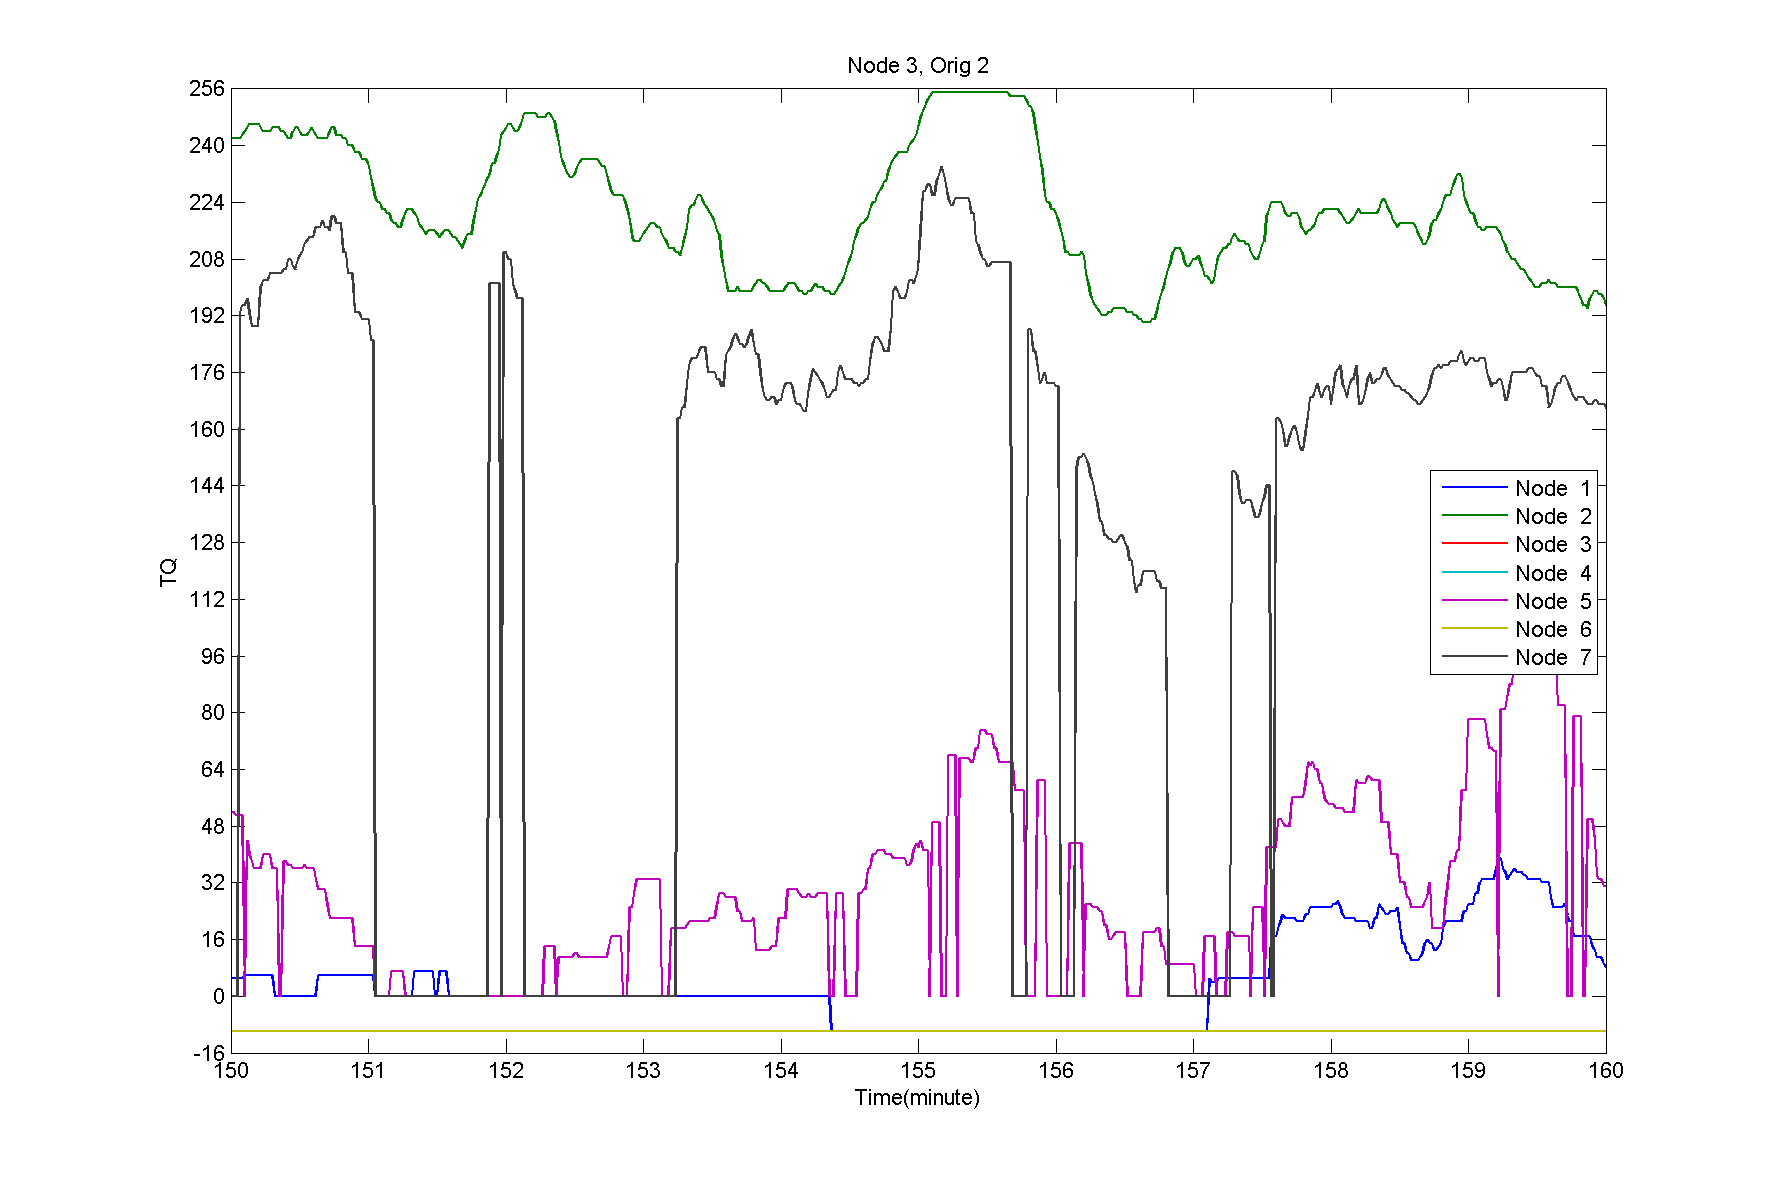 Node 3, Orig 2
256
240
224
208
192
176
160
144
128
112
96
80
64
48
32
16
0
-16
TQ
Node 1
Node 2
Node 3
Node 4
Node 5
Node 6
Node 7
150 151 152 153 154 155 156 157 158 159 160
Time(minute)